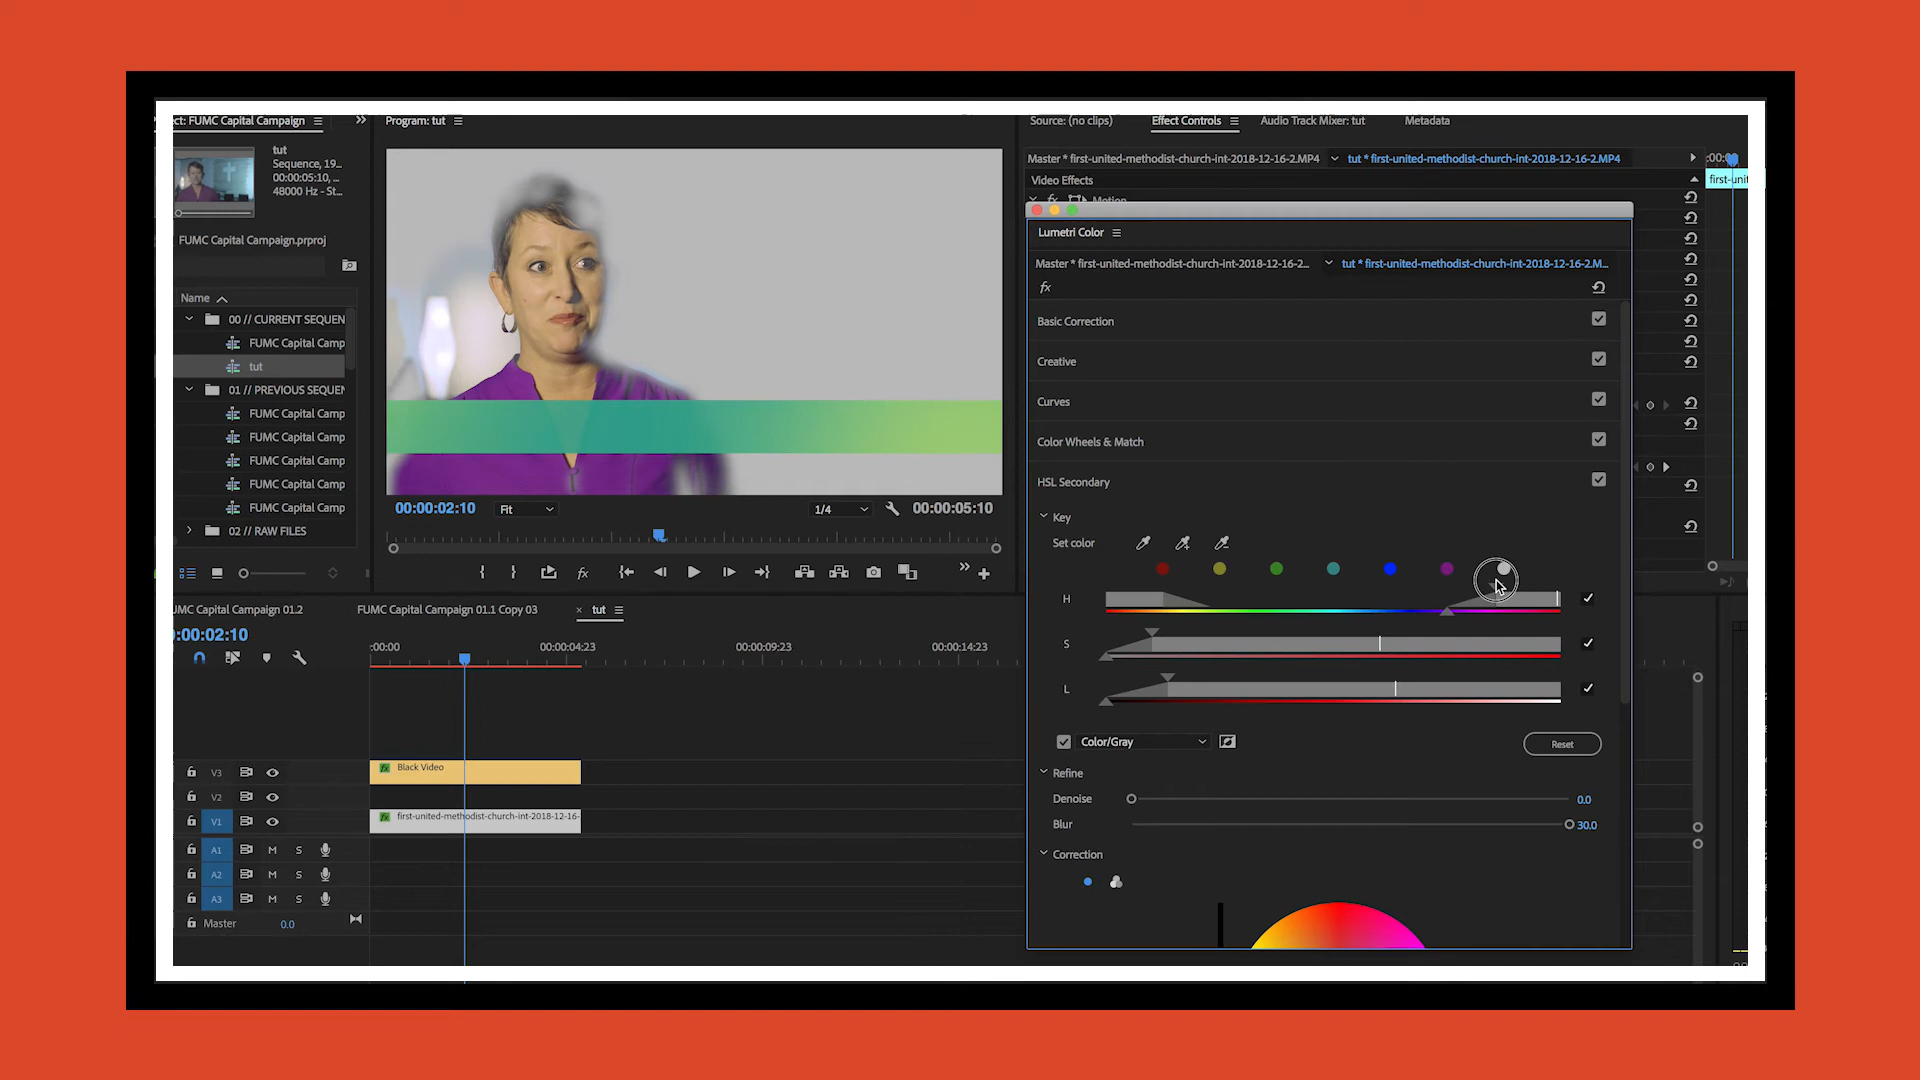 ct: FUMC Capital Campaign
tut
Sequence, 19...
00:00:05:10, ...
48000 Hz - St...
FUMC Capital Campaign.prproj
Name
00 // CURRENT SEQUEN
FUMC Capital Camp
tut
01 // PREVIOUS SEQUEN
FUMC Capital Camp
FUMC Capital Camp
FUMC Capital Camp
FUMC Capital Camp
FUMC Capital Camp
02 // RAW FILES
Program: tut
00:00:02:10
Fit
1/4
00:00:05:10
Source: (no clips)
Effect Controls
Audio Track Mixer: tut
Metadata
Master * first-united-methodist-church-int-2018-12-16-2.MP4
tut * first-united-methodist-church-int-2018-12-16-2.MP4
:00:00
Video Effects
first-unit
fx Motion
Lumetri Color
Master * first-united-methodist-church-int-2018-12-16-2...
tut * first-united-methodist-church-int-2018-12-16-2.M...
fx
Basic Correction
Creative
Curves
Color Wheels & Match
HSL Secondary
Key
Set color
H
S
L
Color/Gray
Reset
Refine
Denoise
0.0
Blur
30.0
Correction
UMC Capital Campaign 01.2
FUMC Capital Campaign 01.1 Copy 03
× tut
:00:02:10
:00:00
00:00:04:23
00:00:09:23
00:00:14:23
V3
fx Black Video
V2
V1
fx first-united-methodist-church-int-2018-12-16-
A1 M S
A2 M S
A3 M S
Master
0.0